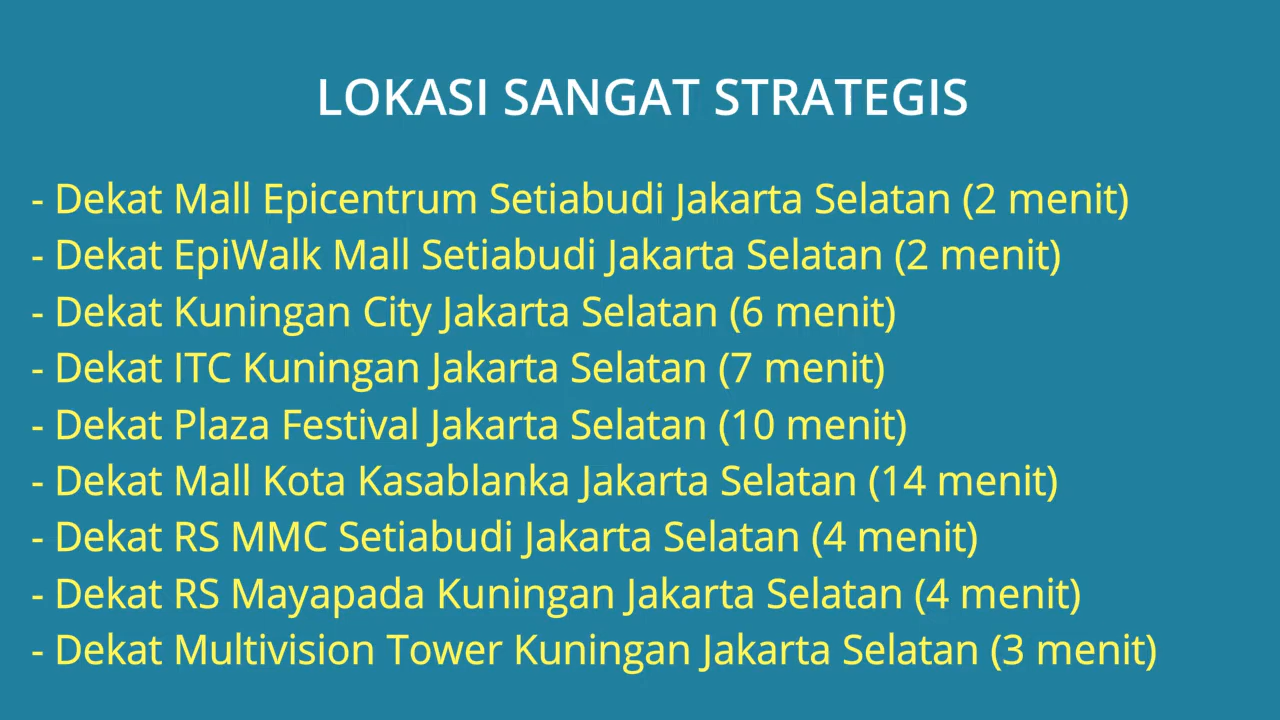 LOKASI SANGAT STRATEGIS
- Dekat Mall Epicentrum Setiabudi Jakarta Selatan (2 menit)
- Dekat EpiWalk Mall Setiabudi Jakarta Selatan (2 menit)
- Dekat Kuningan City Jakarta Selatan (6 menit)
- Dekat ITC Kuningan Jakarta Selatan (7 menit)
- Dekat Plaza Festival Jakarta Selatan (10 menit)
- Dekat Mall Kota Kasablanka Jakarta Selatan (14 menit)
- Dekat RS MMC Setiabudi Jakarta Selatan (4 menit)
- Dekat RS Mayapada Kuningan Jakarta Selatan (4 menit)
- Dekat Multivision Tower Kuningan Jakarta Selatan (3 menit)